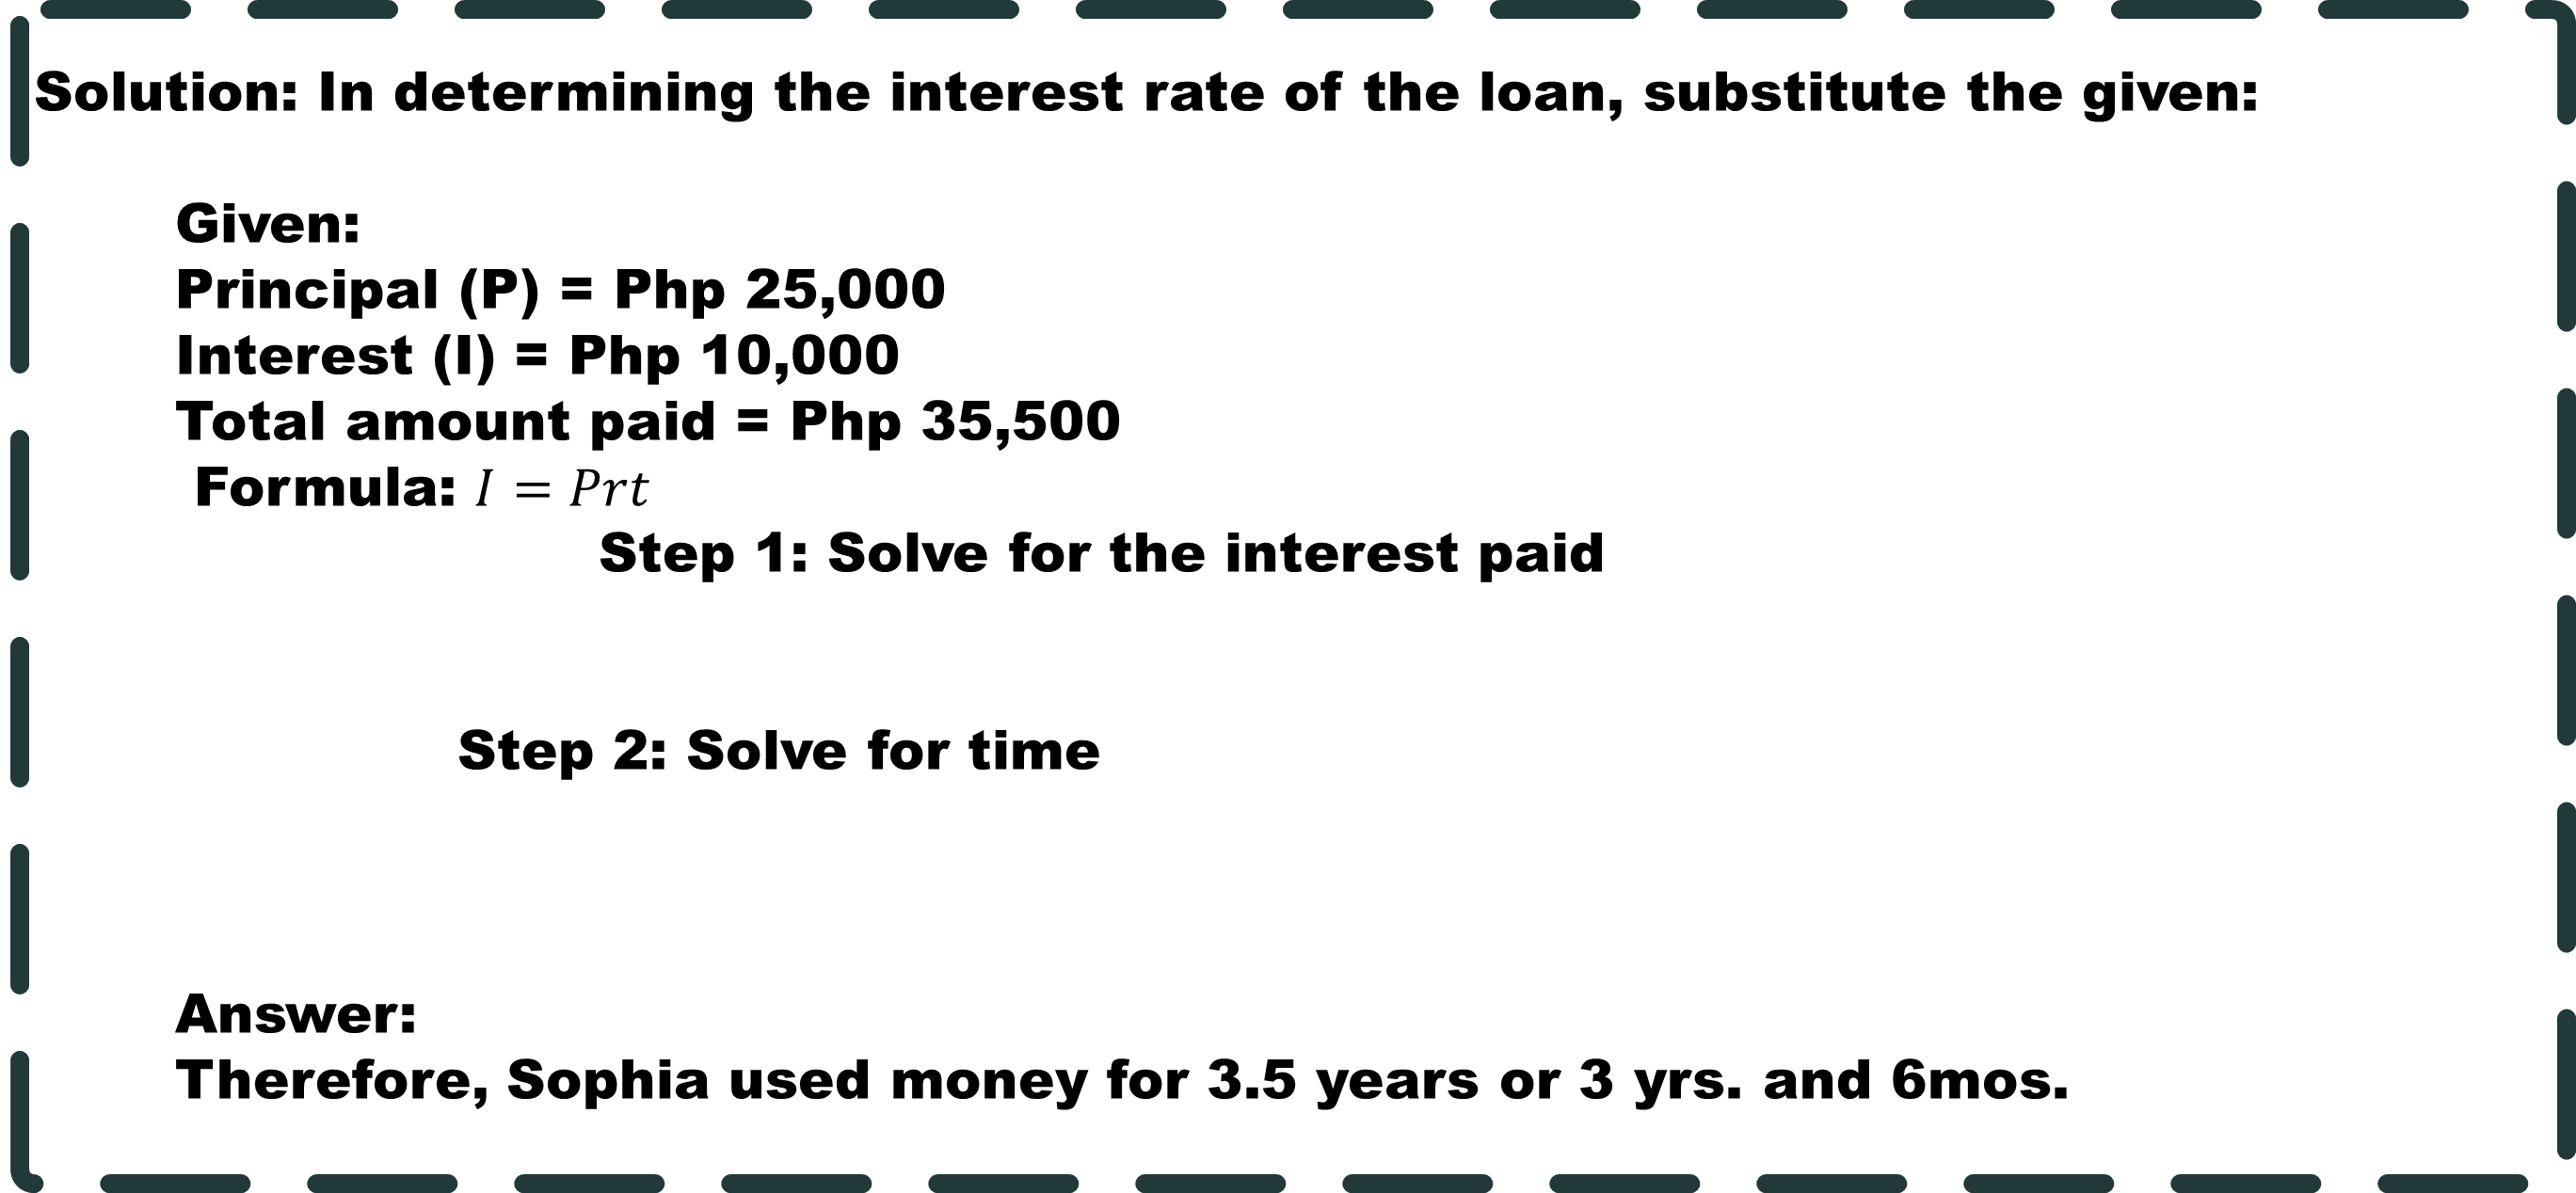 Solution: In determining the interest rate of the loan, substitute the given:
Given:
Principal (P) = Php 25,000
Interest (I) = Php 10,000
Total amount paid = Php 35,500
Formula: I = Prt
Step 1: Solve for the interest paid
Step 2: Solve for time
Answer:
Therefore, Sophia used money for 3.5 years or 3 yrs. and 6mos.